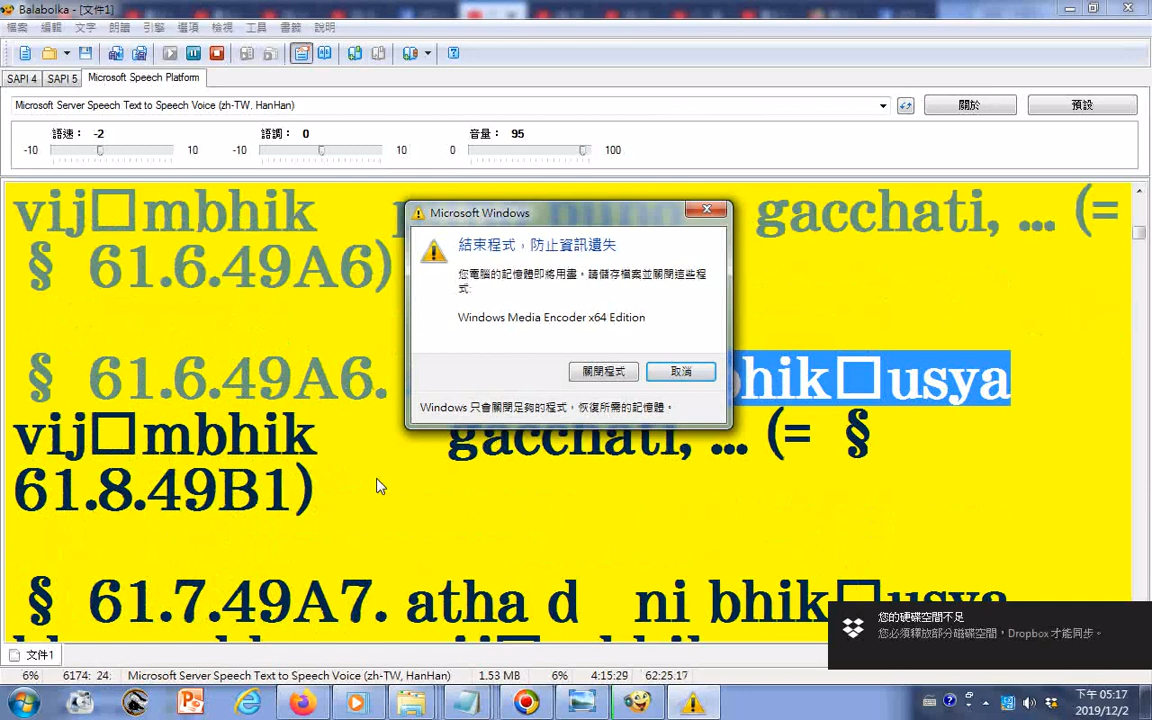 Balabolka - [文件1]
檔案 編輯 文字 朗讀 引擎 選項 檢視 工具 書籤 說明
SAPI 4 SAPI 5 Microsoft Speech Platform
Microsoft Server Speech Text to Speech Voice (zh-TW, HanHan)
關於 預設
語速： -2 語調： 0 音量： 95
-10 10 -10 10 0 100
vij□mbhik gacchati, ... (=
§ 61.6.49A6)
§ 61.6.49A6. bhik□usya
vij□mbhik gacchati, ... (= §
61.8.49B1)
§ 61.7.49A7. atha d ni bhik□usya
Microsoft Windows
結束程式，防止資訊遺失
您電腦的記憶體即將用盡。請儲存檔案並關閉這些程
式:
Windows Media Encoder x64 Edition
關閉程式 取消
Windows 只會關閉足夠的程式，恢復所需的記憶體。
您的硬碟空間不足
您必須釋放部分磁碟空間，Dropbox 才能同步。
文件1
6% 6174: 24: Microsoft Server Speech Text to Speech Voice (zh-TW, HanHan) 1.53 MB 6% 4:15:29 62:25:17
下午 05:17
2019/12/2